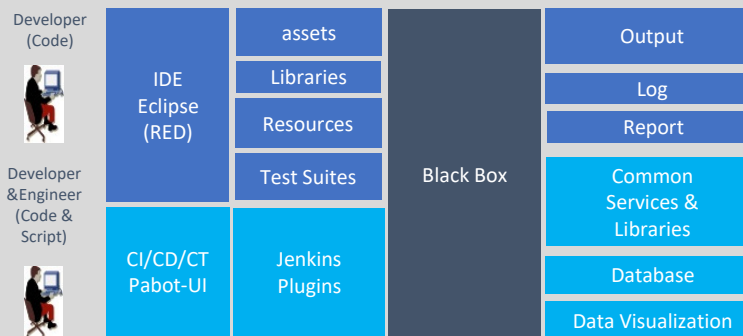 Developer
(Code)
Developer
&Engineer
(Code &
Script)
IDE
Eclipse
(RED)
CI/CD/CT
Pabot-UI
assets
Libraries
Resources
Test Suites
Jenkins
Plugins
Black Box
Output
Log
Report
Common
Services &
Libraries
Database
Data Visualization